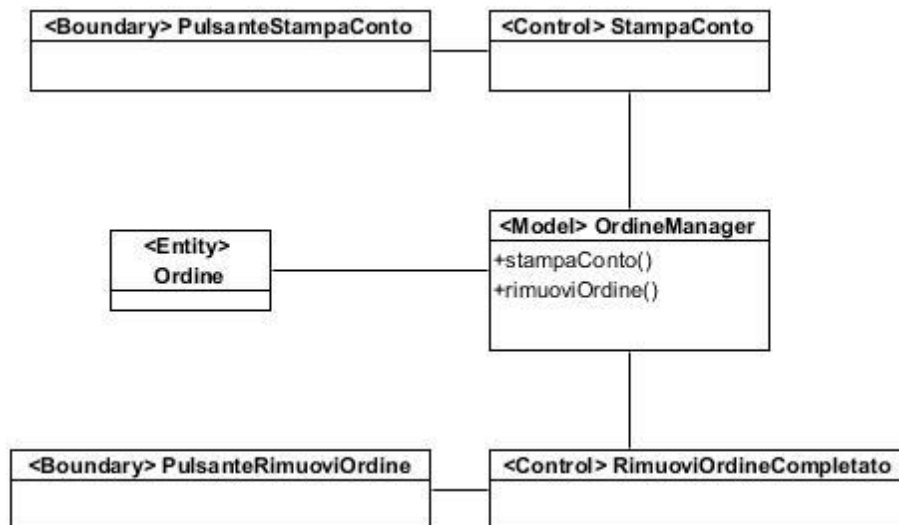 <Boundary> PulsanteStampaConto
<Control> StampaConto
<Entity>
Ordine
<Model> OrdineManager
+stampaConto()
+rimuoviOrdine()
<Boundary> PulsanteRimuoviOrdine
<Control> RimuoviOrdineCompletato